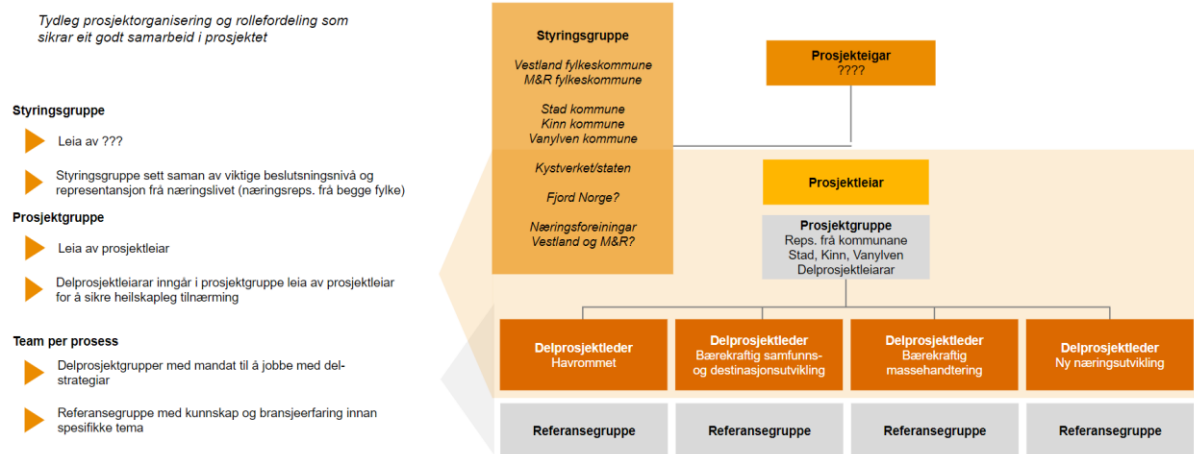 Tydleg prosjektorganisering og rollefordeling som
sikrar eit godt samarbeid i prosjektet
Styringsgruppe
Leia av ???
Styringsgruppe sett saman av viktige beslutsningsnivå og
representansjon frå næringslivet (næringsreps. frå begge fylke)
Prosjektgruppe
Leia av prosjektleiar
Delprosjektleiarar inngår i prosjektgruppe leia av prosjektleiar
for å sikre heilskapleg tilnærming
Team per prosess
Delprosjektgrupper med mandat til å jobbe med del-
strategiar
Referansegruppe med kunnskap og bransjeerfaring innan
spesifikke tema
Styringsgruppe
Vestland fylkeskommune
M&R fylkeskommune
Stad kommune
Kinn kommune
Vanylven kommune
Kystverket/staten
Fjord Norge?
Næringsforeiningar
Vestland og M&R?
Prosjekteigar
????
Prosjektleiar
Prosjektgruppe
Reps. frå kommunane
Stad, Kinn, Vanylven
Delprosjektleiarar
Delprosjektleder
Havrommet
Delprosjektleder
Bærekraftig samfunns-
og destinasjonsutvikling
Delprosjektleder
Bærekraftig
massehandtering
Delprosjektleder
Ny næringsutvikling
Referansegruppe
Referansegruppe
Referansegruppe
Referansegruppe